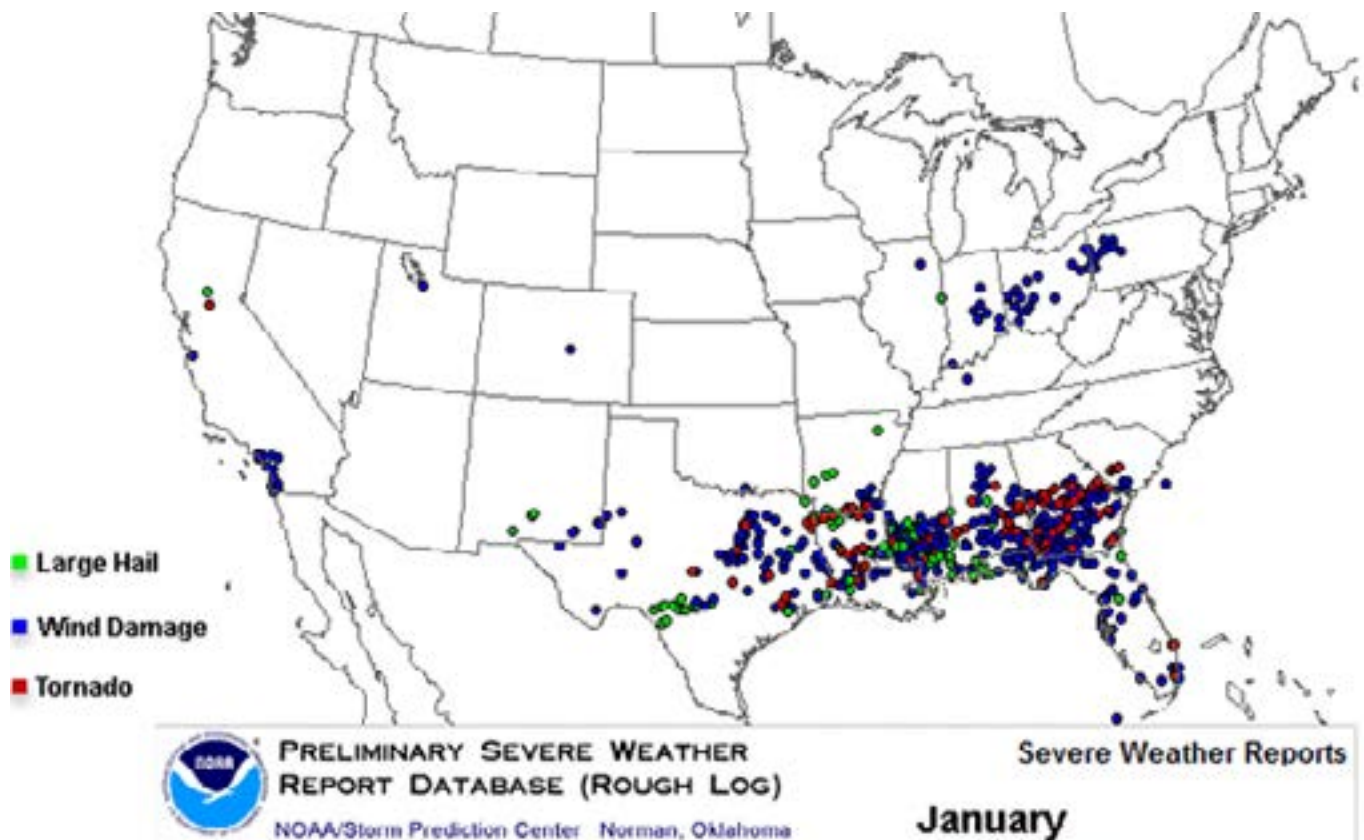 Large Hail
Wind Damage
Tornado
NOAA
PRELIMINARY SEVERE WEATHER
REPORT DATABASE (ROUGH LOG)
NOAA/Storm Prediction Center Norman, Oklahoma
Severe Weather Reports
January